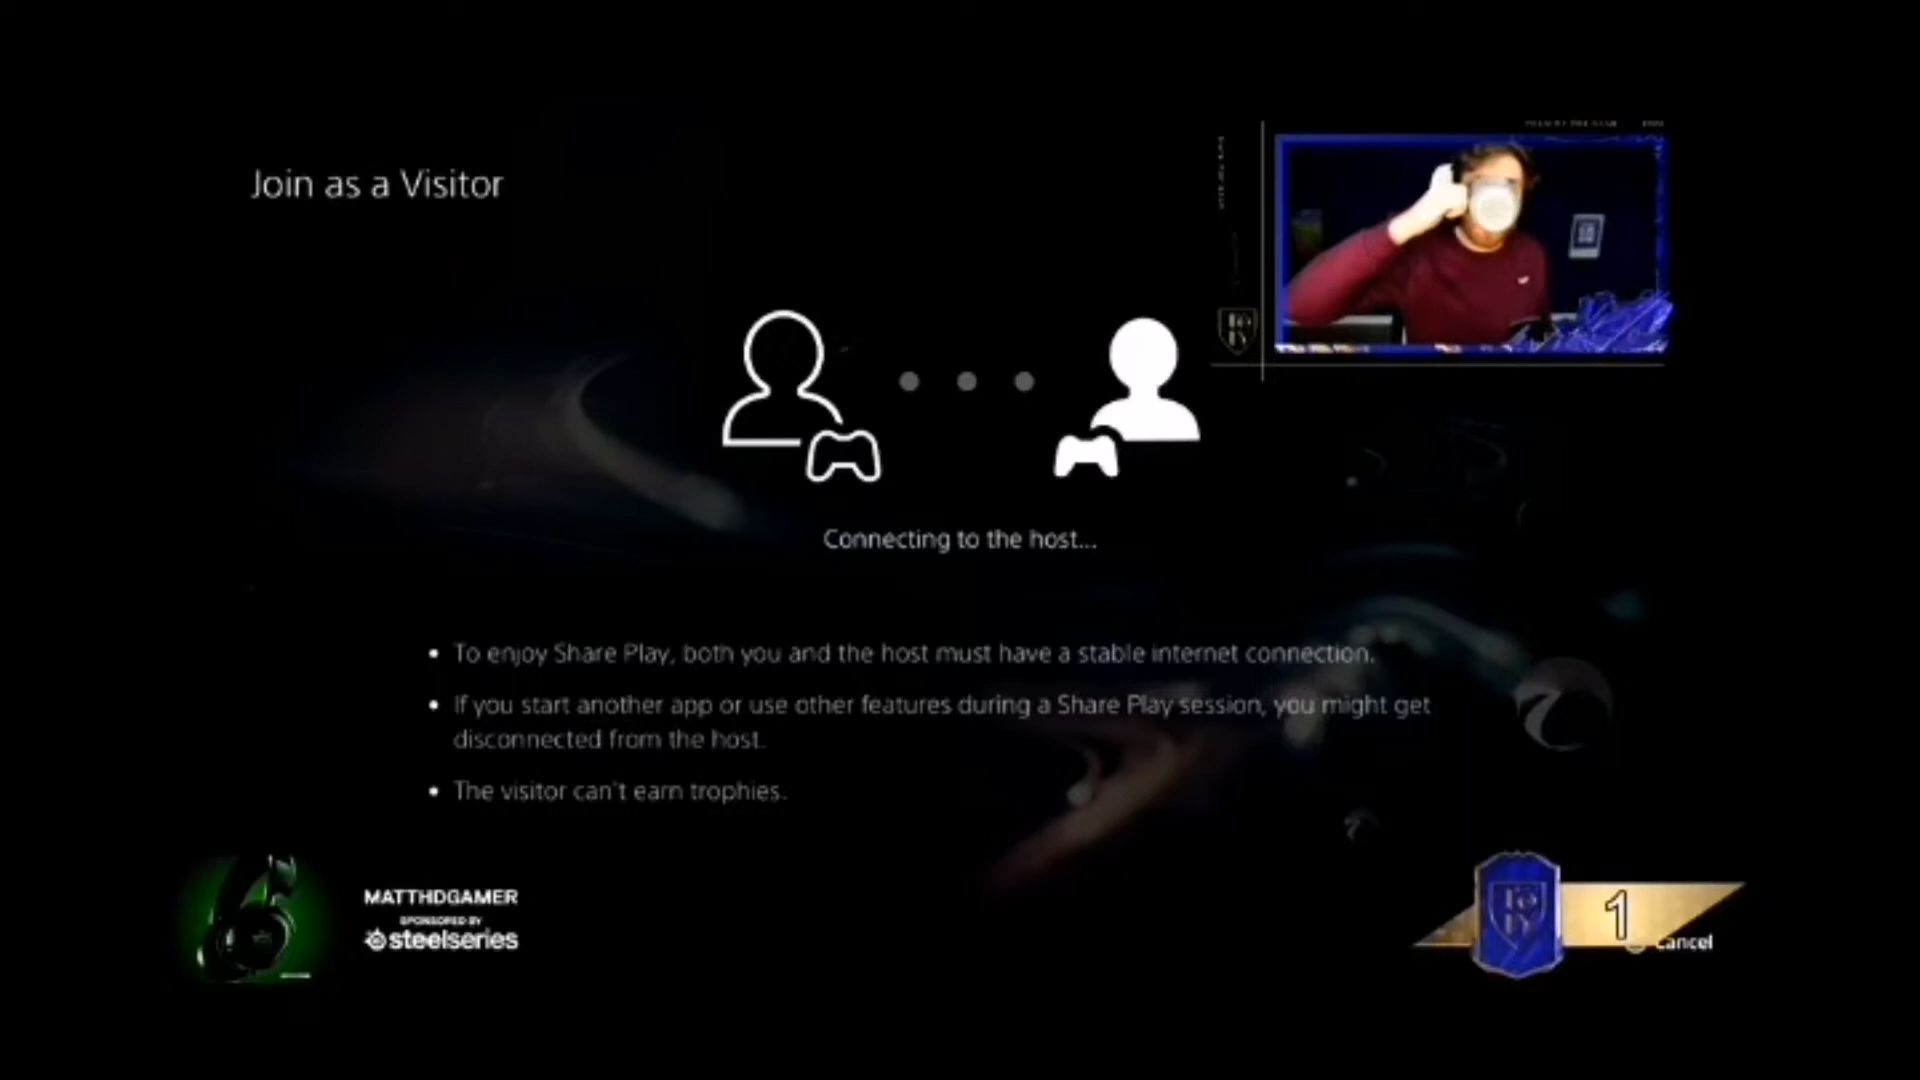 Join as a Visitor
Connecting to the host...
• To enjoy Share Play, both you and the host must have a stable internet connection.
• If you start another app or use other features during a Share Play session, you might get
disconnected from the host.
• The visitor can't earn trophies.
MATTHDGAMER
SPONSORED BY
steelseries
1
Cancel